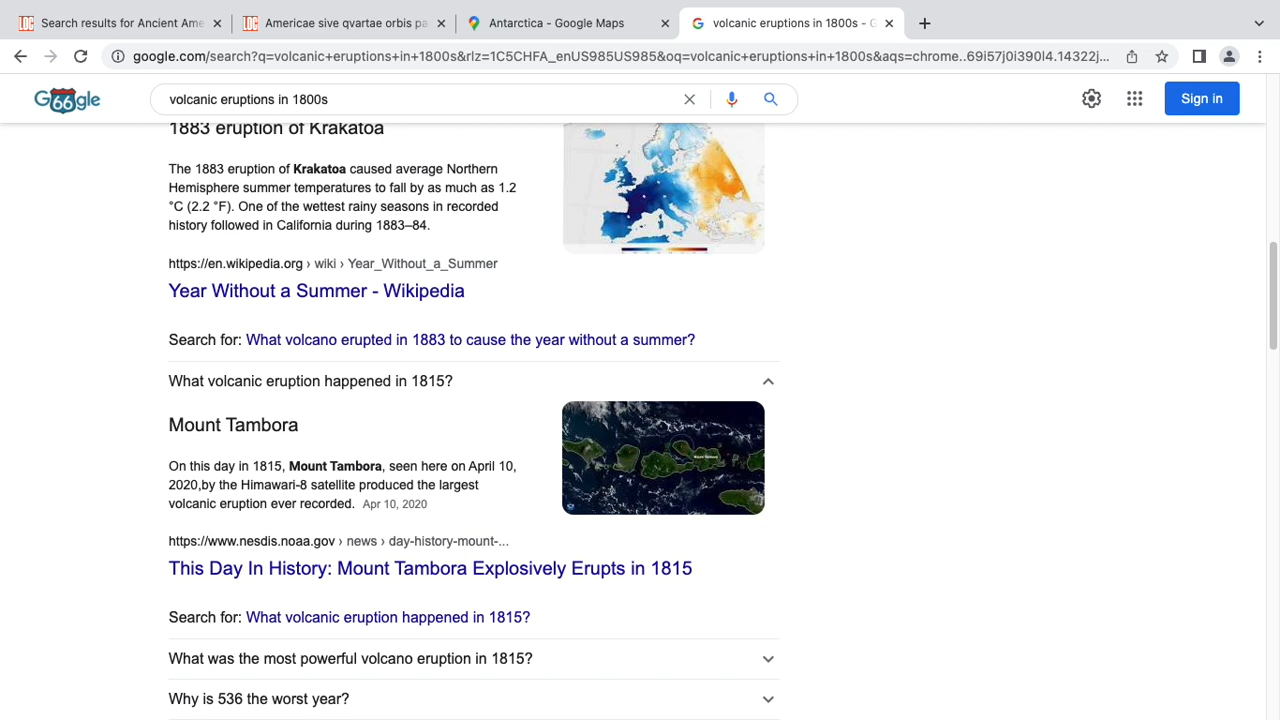 Search results for Ancient Ame
Americae sive qvartae orbis pa
Antarctica - Google Maps
volcanic eruptions in 1800s - G
google.com/search?q=volcanic+eruptions+in+1800s&rlz=1C5CHFA_enUS985US985&oq=volcanic+eruptions+in+1800s&aqs=chrome..69i57j0i390l4.14322j...
G66gle
volcanic eruptions in 1800s
Sign in
1883 eruption of Krakatoa
The 1883 eruption of Krakatoa caused average Northern
Hemisphere summer temperatures to fall by as much as 1.2
°C (2.2 °F). One of the wettest rainy seasons in recorded
history followed in California during 1883–84.
https://en.wikipedia.org › wiki › Year_Without_a_Summer
Year Without a Summer - Wikipedia
Search for: What volcano erupted in 1883 to cause the year without a summer?
What volcanic eruption happened in 1815?
Mount Tambora
On this day in 1815, Mount Tambora, seen here on April 10,
2020,by the Himawari-8 satellite produced the largest
volcanic eruption ever recorded. Apr 10, 2020
https://www.nesdis.noaa.gov › news › day-history-mount-...
This Day In History: Mount Tambora Explosively Erupts in 1815
Search for: What volcanic eruption happened in 1815?
What was the most powerful volcano eruption in 1815?
Why is 536 the worst year?